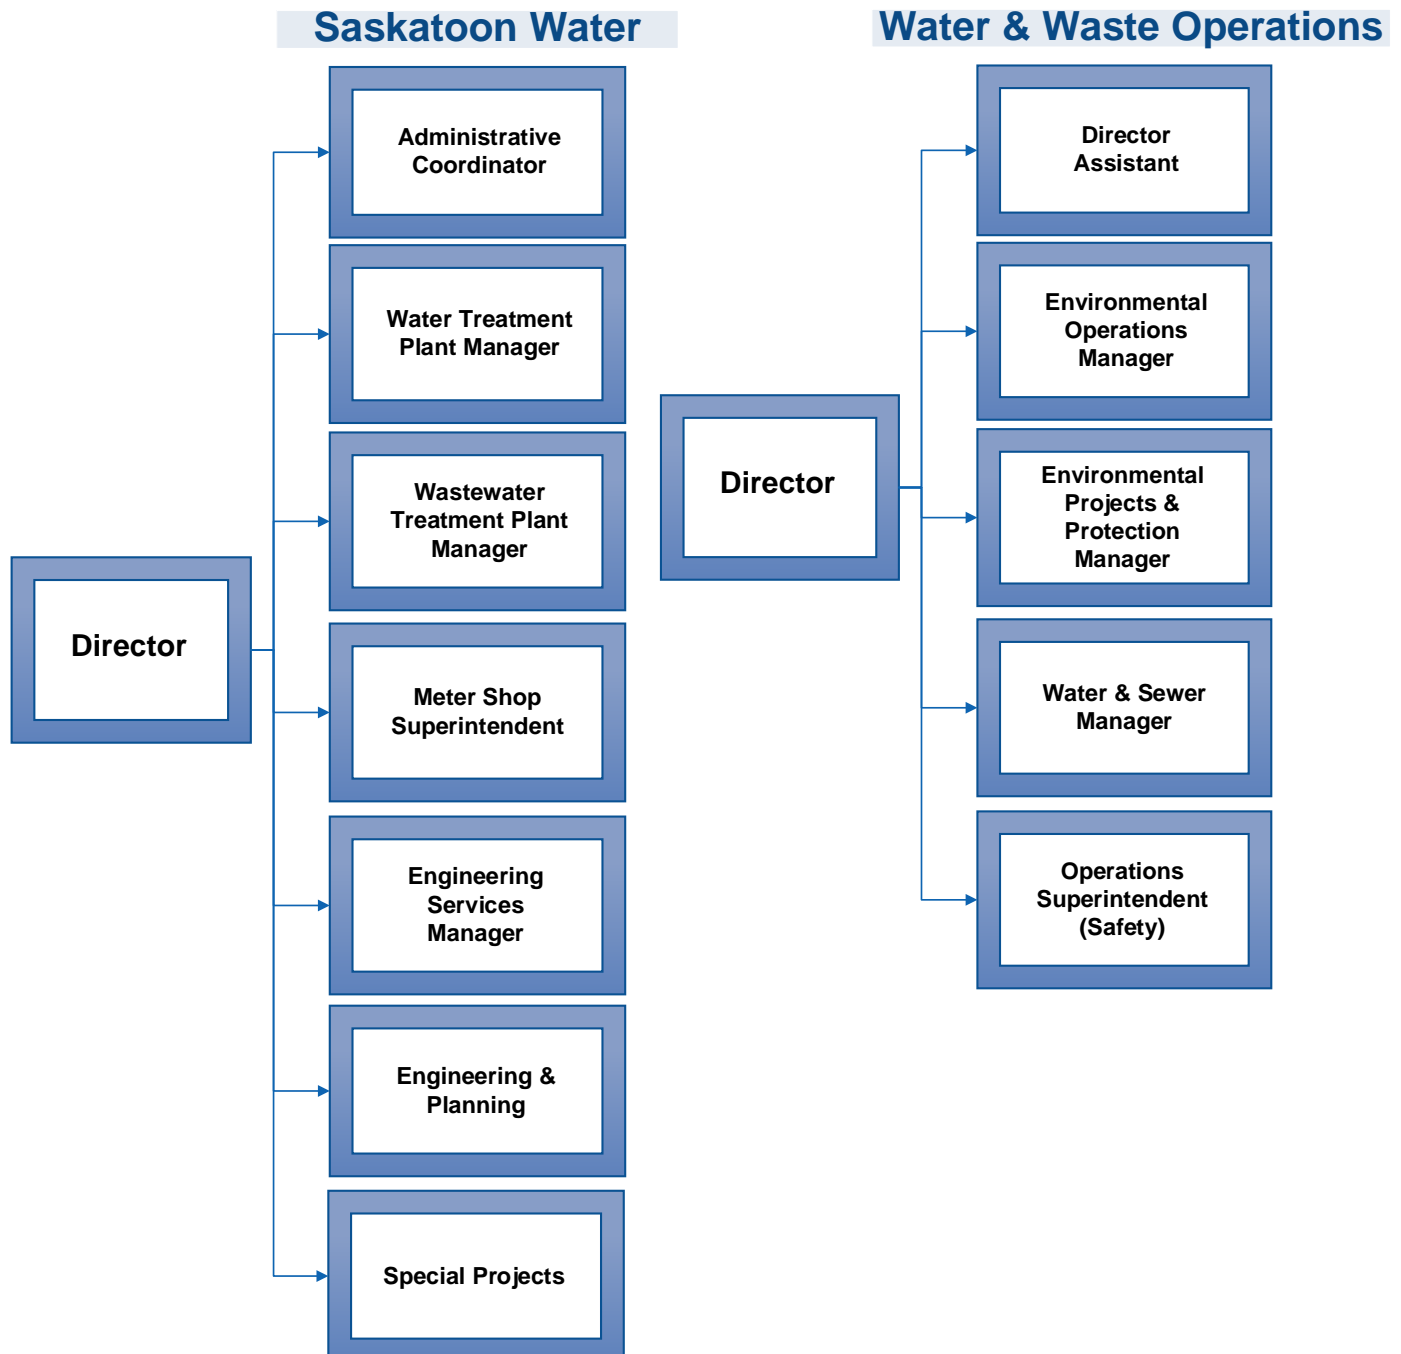 Saskatoon Water
Administrative
Coordinator
Water Treatment
Plant Manager
Wastewater
Treatment Plant
Manager
Director
Meter Shop
Superintendent
Engineering
Services
Manager
Engineering &
Planning
Special Projects
Water & Waste Operations
Director
Assistant
Environmental
Operations
Manager
Director
Environmental
Projects &
Protection
Manager
Water & Sewer
Manager
Operations
Superintendent
(Safety)